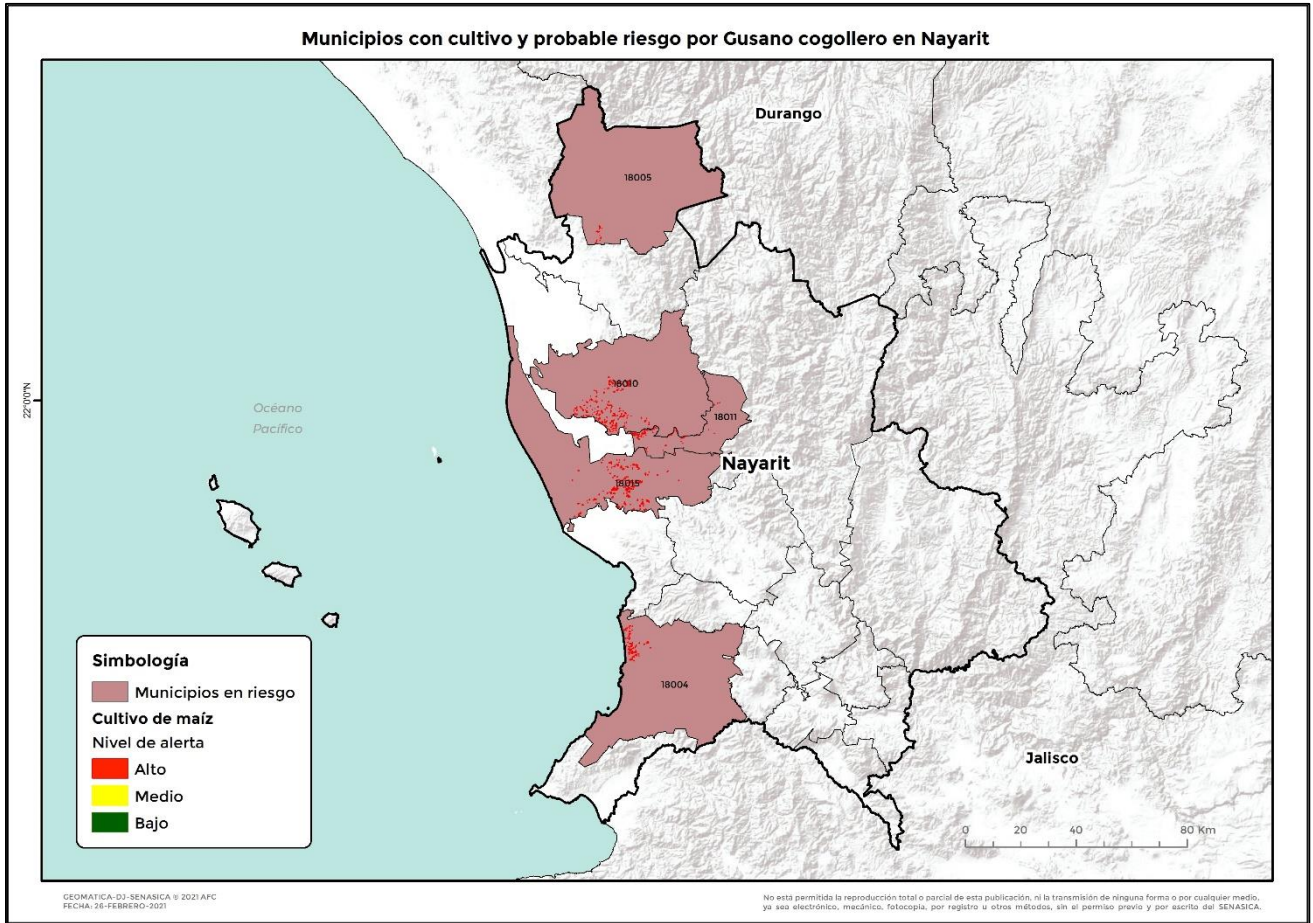 Municipios con cultivo y probable riesgo por Gusano cogollero en Nayarit
Durango
18005
22°0'0"N
18010
Océano
Pacífico
18011
Nayarit
18015
Simbología
Municipios en riesgo
Cultivo de maíz
Nivel de alerta
Alto
Medio
Bajo
18004
Jalisco
0 20 40 80 Km
GEOMATICA-DJ-SENASICA © 2021 AFC
FECHA: 26-FEBRERO-2021
No está permitida la reproducción total o parcial de esta publicación, ni la transmisión de ninguna forma o por cualquier medio,
ya sea electrónico, mecánico, fotocopia, por registro u otros métodos, sin el permiso previo y por escrito del SENASICA.